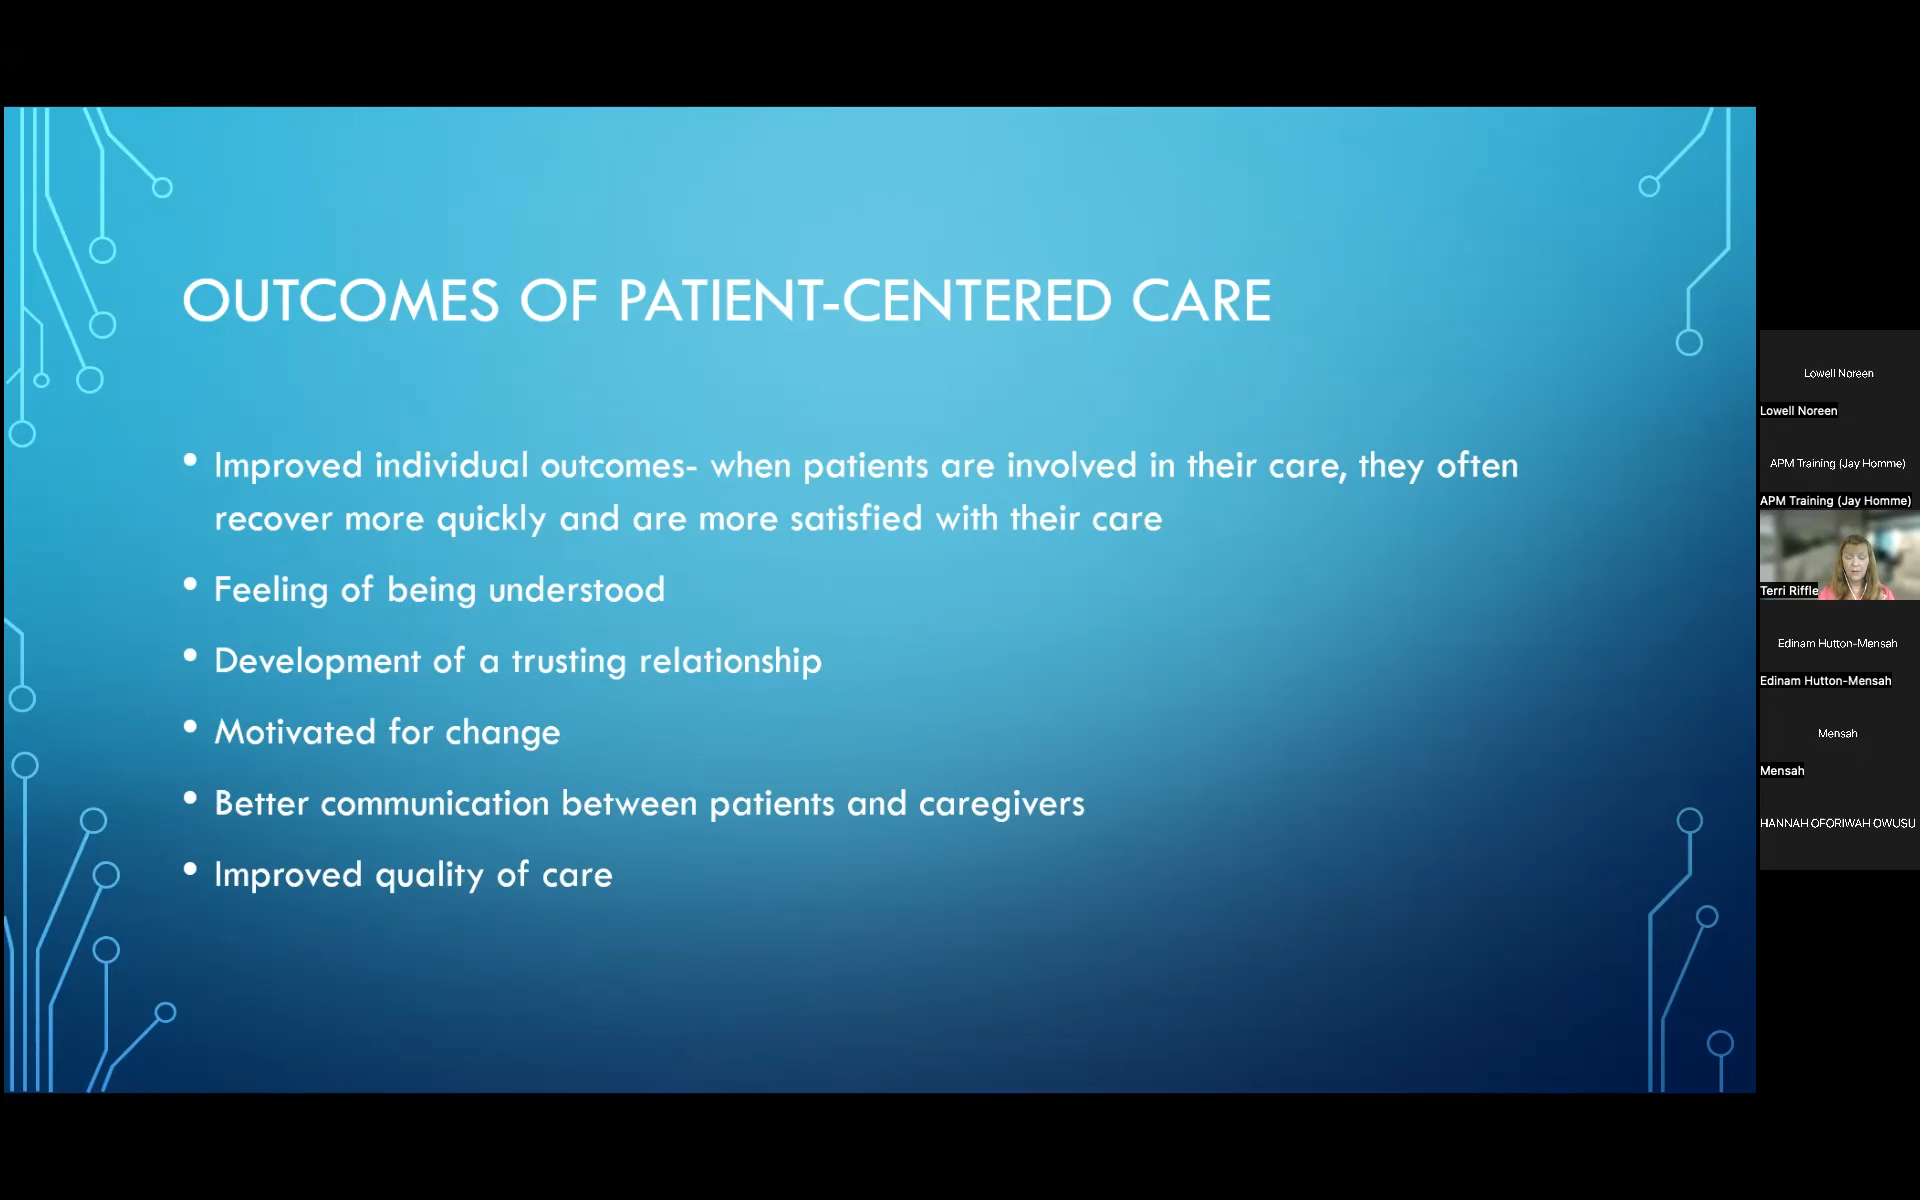 OUTCOMES OF PATIENT-CENTERED CARE
• Improved individual outcomes- when patients are involved in their care, they often
recover more quickly and are more satisfied with their care
• Feeling of being understood
• Development of a trusting relationship
• Motivated for change
• Better communication between patients and caregivers
• Improved quality of care
Lowell Noreen
Lowell Noreen
APM Training (Jay Homme)
APM Training (Jay Homme)
Terri Riffle
Edinam Hutton-Mensah
Edinam Hutton-Mensah
Mensah
Mensah
HANNAH OFORIWAH OWUSU